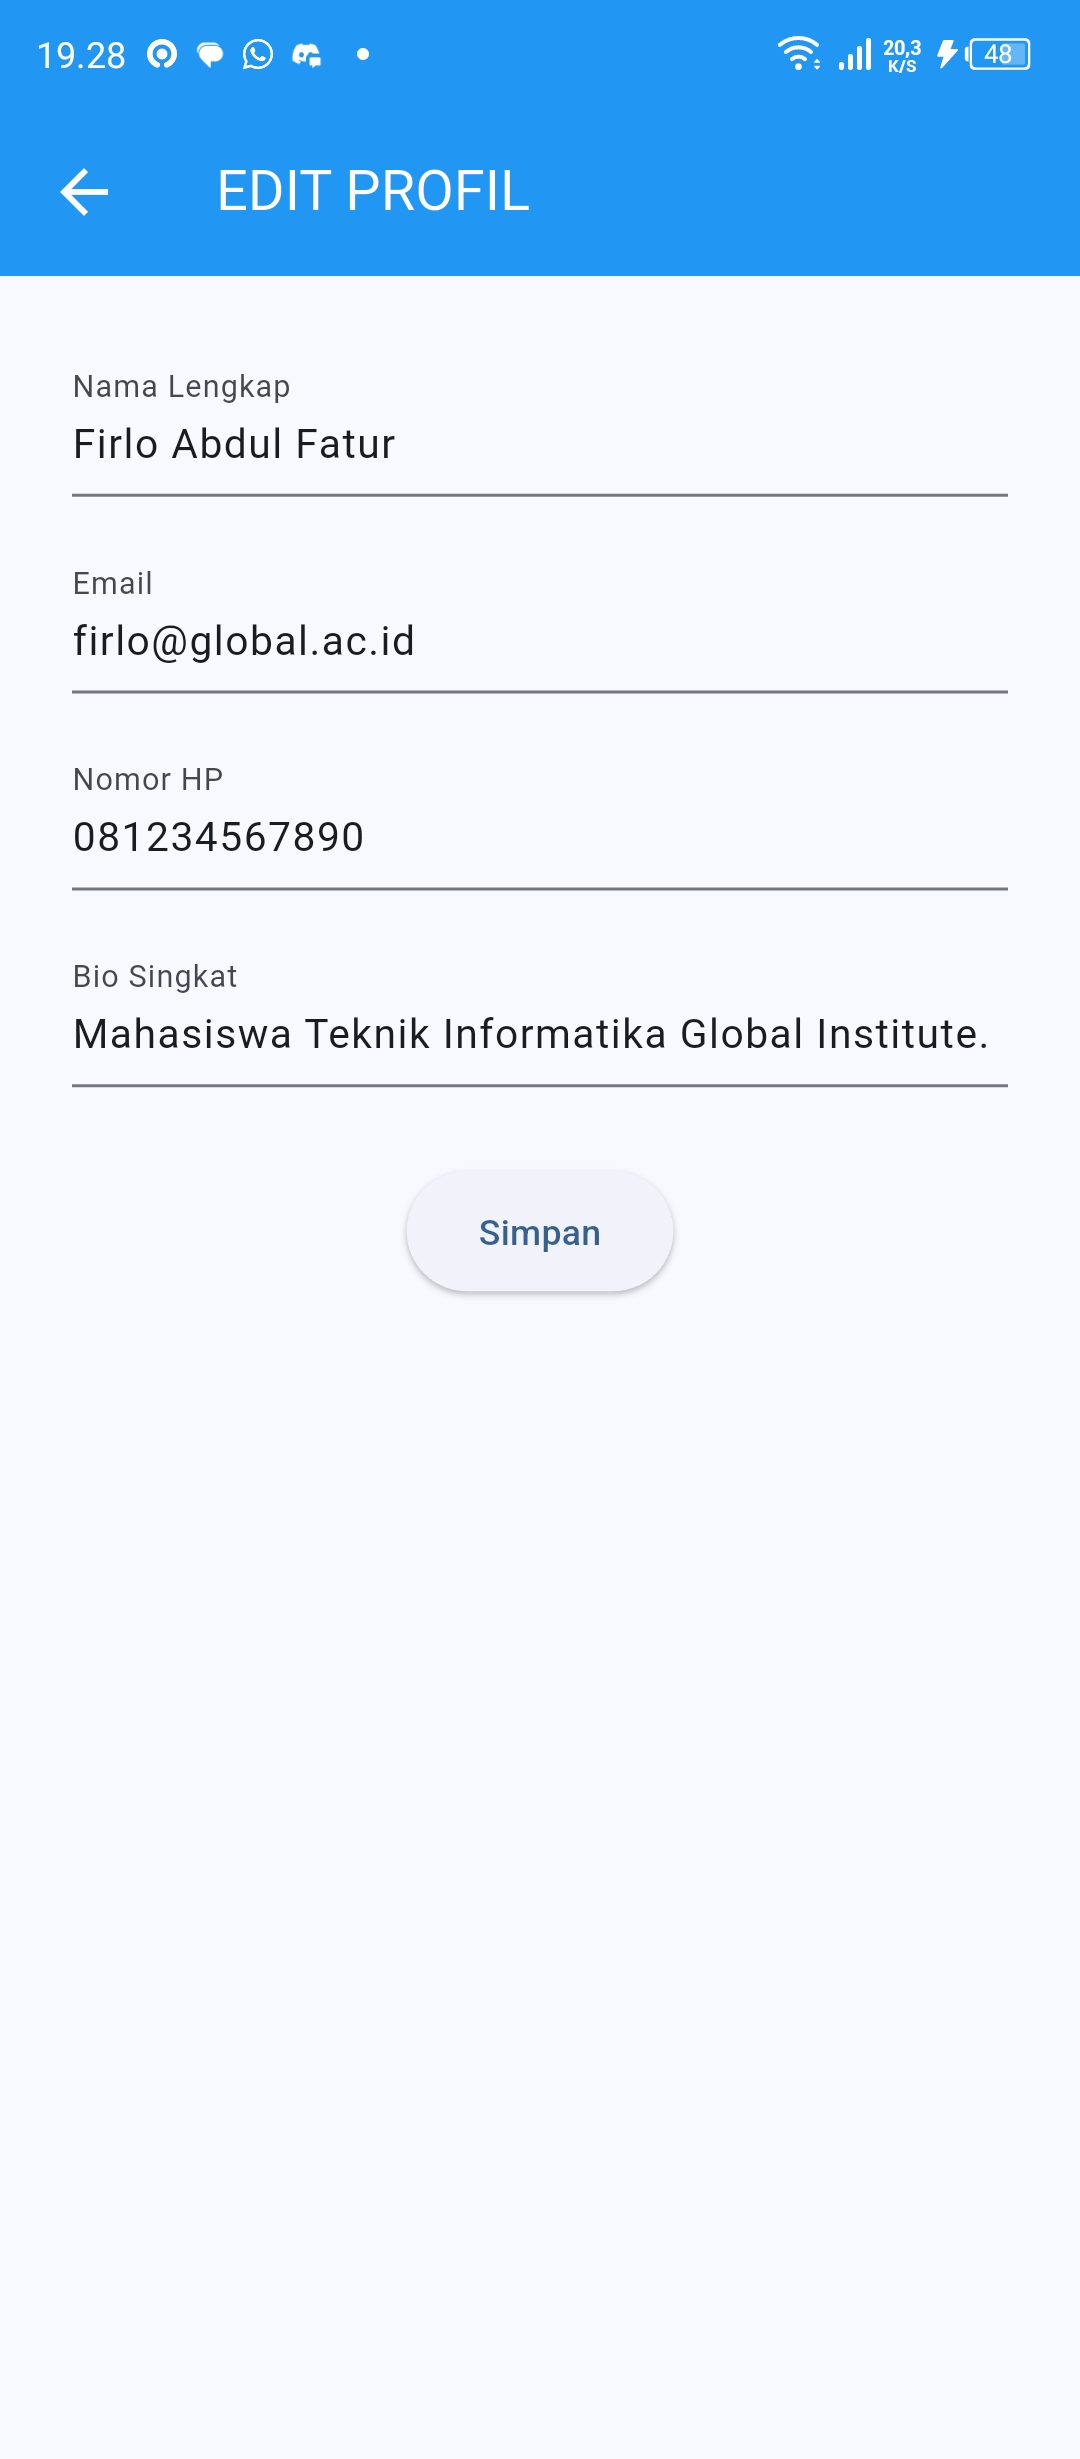 19.28
20,3
K/S
48
EDIT PROFIL
Nama Lengkap
Firlo Abdul Fatur
Email
firlo@global.ac.id
Nomor HP
081234567890
Bio Singkat
Mahasiswa Teknik Informatika Global Institute.
Simpan